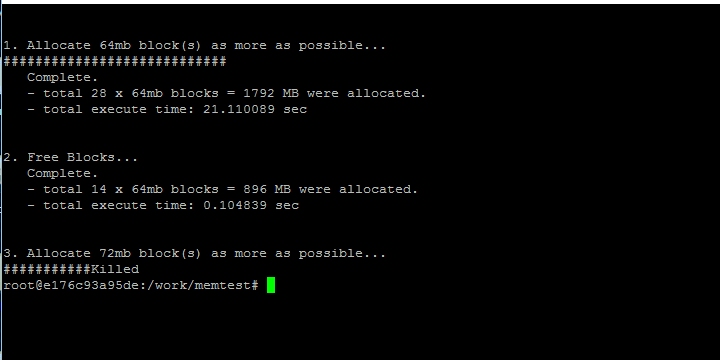 1. Allocate 64mb block(s) as more as possible...
############################
Complete.
- total 28 x 64mb blocks = 1792 MB were allocated.
- total execute time: 21.110089 sec
2. Free Blocks...
Complete.
- total 14 x 64mb blocks = 896 MB were allocated.
- total execute time: 0.104839 sec
3. Allocate 72mb block(s) as more as possible...
###########Killed
root@e176c93a95de:/work/memtest#